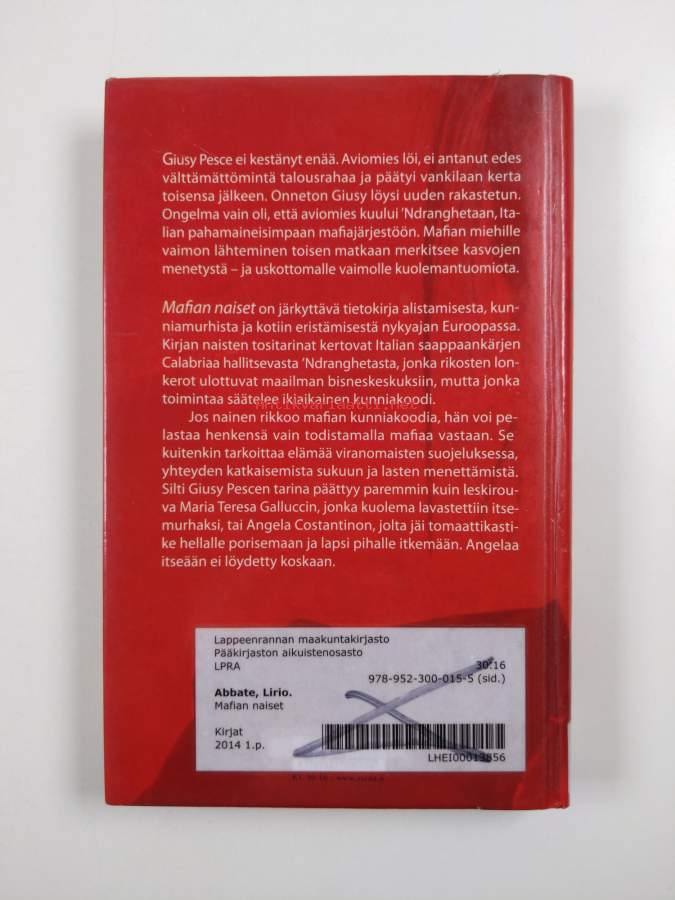 Giusy Pesce ei kestänyt enää. Aviomies löi, ei antanut edes
välttämättömintä talousrahaa ja päätyi vankilaan kerta
toisensa jälkeen. Onneton Giusy löysi uuden rakastetun.
Ongelma vain oli, että aviomies kuului 'Ndranghetaan, Ita-
lian pahamaineisimpaan mafiajärjestöön. Mafian miehille
vaimon lähteminen toisen matkaan merkitsee kasvojen
menetystä – ja uskottomalle vaimolle kuolemantuomiota.
Mafian naiset on järkyttävä tietokirja alistamisesta, kun-
niamurhista ja kotiin eristämisestä nykyajan Euroopassa.
Kirjan naisten tositarinat kertovat Italian saappaankärjen
Calabriaa hallitsevasta 'Ndranghetasta, jonka rikosten lon-
kerot ulottuvat maailman bisneskeskuksiin, mutta jonka
toimintaa säätelee ikiaikainen kunniakoodi.
Antikvariaatti.net
Jos nainen rikkoo mafian kunniakoodia, hän voi pe-
lastaa henkensä vain todistamalla mafiaa vastaan. Se
kuitenkin tarkoittaa elämää viranomaisten suojeluksessa,
yhteyden katkaisemista sukuun ja lasten menettämistä.
Silti Giusy Pescen tarina päättyy paremmin kuin leskirou-
va Maria Teresa Galluccin, jonka kuolema lavastettiin itse-
murhaksi, tai Angela Costantinon, jolta jäi tomaattikasti-
ke hellalle porisemaan ja lapsi pihalle itkemään. Angelaa
itseään ei löydetty koskaan.
Lappeenrannan maakuntakirjasto
Pääkirjaston aikuistenosasto
LPRA 30.16
978-952-300-015-5 (sid.)
Abbate, Lirio.
Mafian naiset
Kirjat
2014 1.p.
LHEI00013856